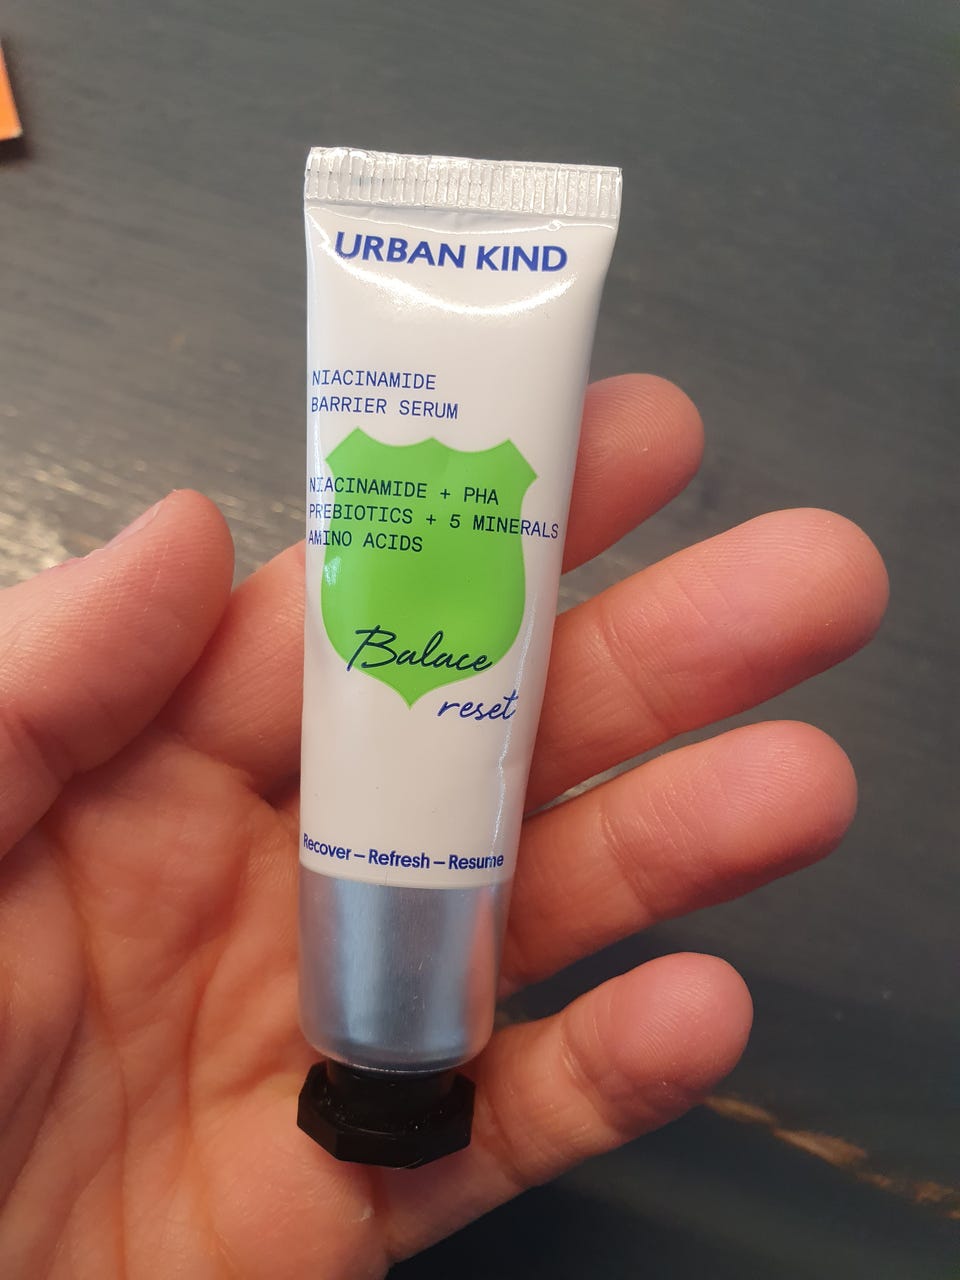 URBAN KIND
NIACINAMIDE
BARRIER SERUM
NIACINAMIDE + PHA
PREBIOTICS + 5 MINERALS
AMINO ACIDS
Balace
reset
Recover – Refresh – Resume